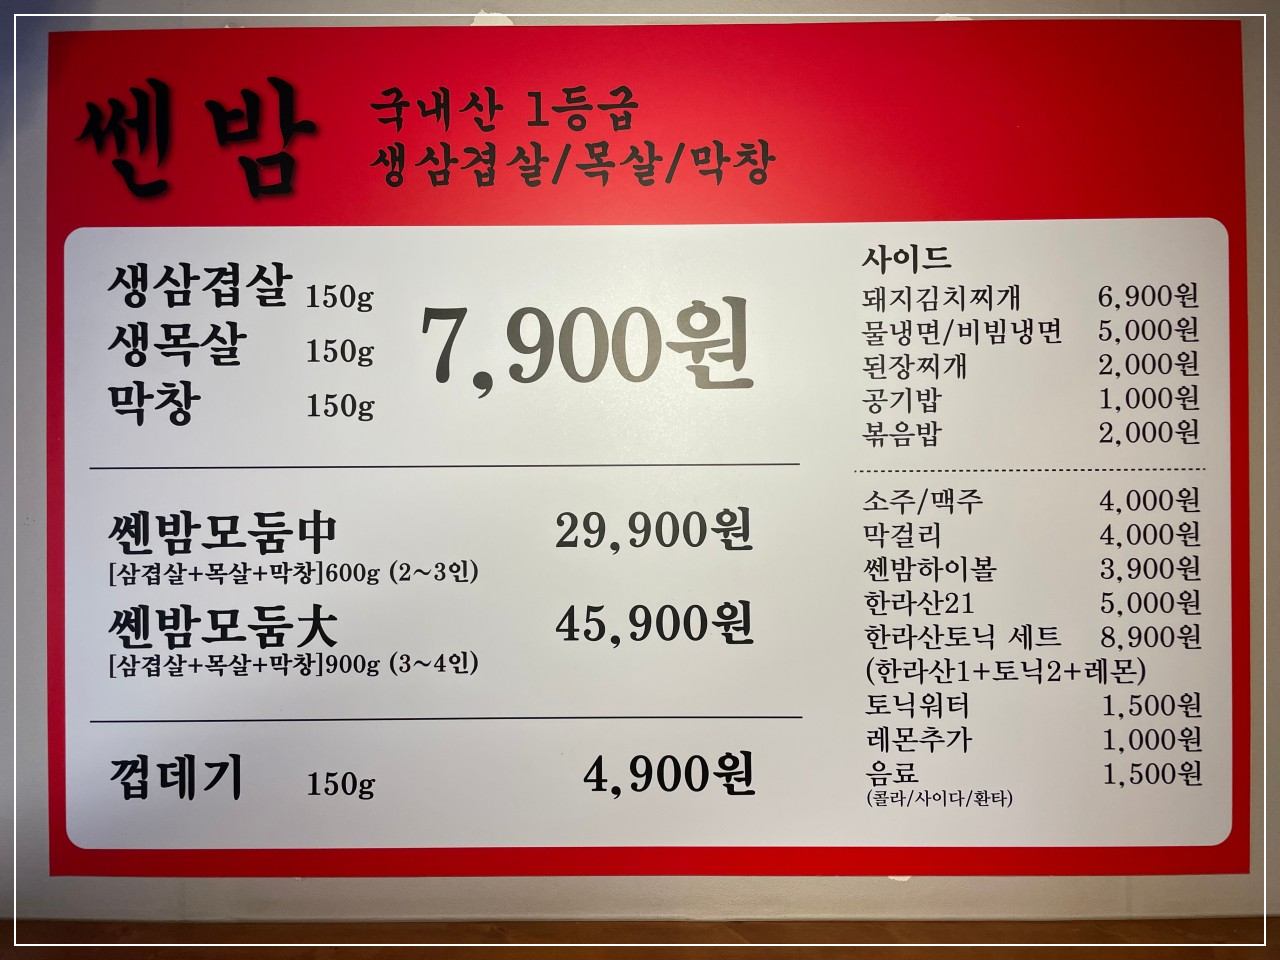 쎈밤
국내산 1등급
생삼겹살/목살/막창
생삼겹살 150g
생목살 150g
막창 150g
7,900원
쎈밤모둠中 29,900원
[삼겹살+목살+막창]600g (2~3인)
쎈밤모둠大 45,900원
[삼겹살+목살+막창]900g (3~4인)
껍데기 150g 4,900원
사이드
돼지김치찌개 6,900원
물냉면/비빔냉면 5,000원
된장찌개 2,000원
공기밥 1,000원
볶음밥 2,000원
소주/맥주 4,000원
막걸리 4,000원
쎈밤하이볼 3,900원
한라산21 5,000원
한라산토닉 세트 8,900원
(한라산1+토닉2+레몬)
토닉워터 1,500원
레몬추가 1,000원
음료 1,500원
(콜라/사이다/환타)